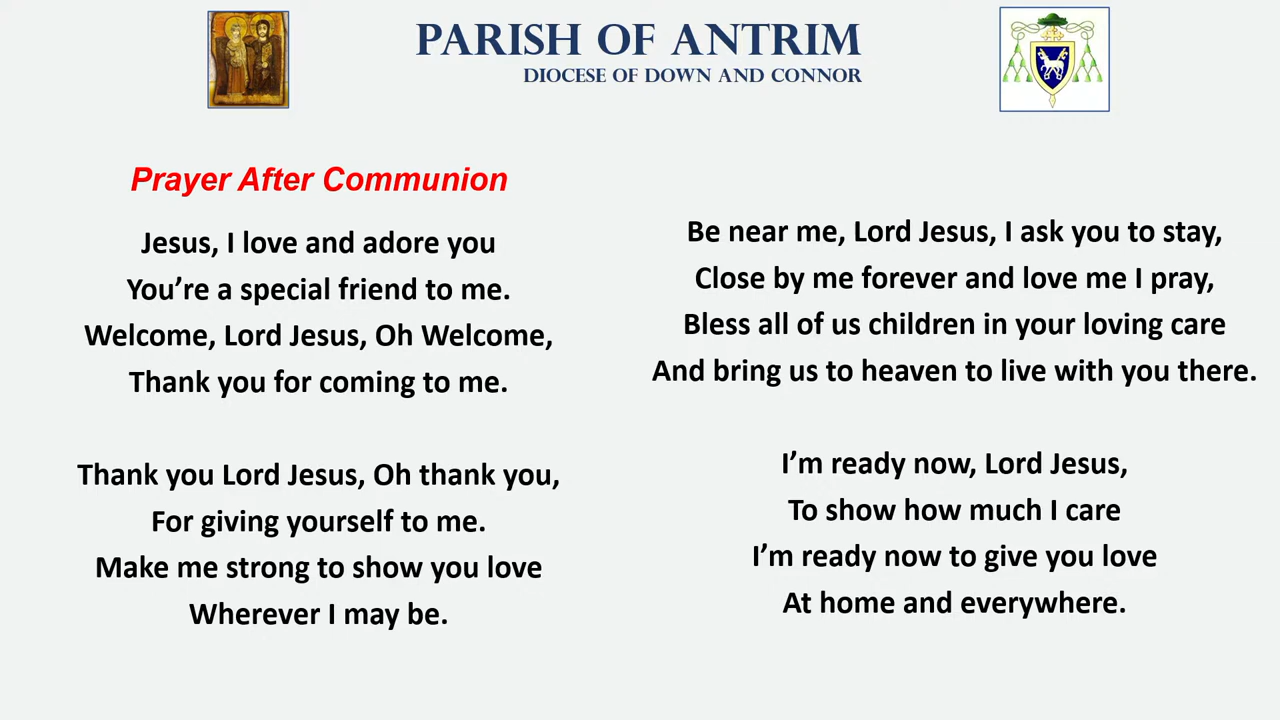 PARISH OF ANTRIM
DIOCESE OF DOWN AND CONNOR
Prayer After Communion
Jesus, I love and adore you
You’re a special friend to me.
Welcome, Lord Jesus, Oh Welcome,
Thank you for coming to me.
Thank you Lord Jesus, Oh thank you,
For giving yourself to me.
Make me strong to show you love
Wherever I may be.
Be near me, Lord Jesus, I ask you to stay,
Close by me forever and love me I pray,
Bless all of us children in your loving care
And bring us to heaven to live with you there.
I’m ready now, Lord Jesus,
To show how much I care
I’m ready now to give you love
At home and everywhere.